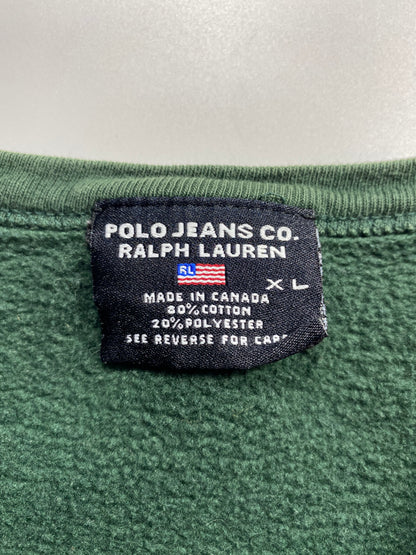 POLO JEANS CO.
RALPH LAUREN
RL
XL
MADE IN CANADA
80% COTTON
20% POLYESTER
SEE REVERSE FOR CARE